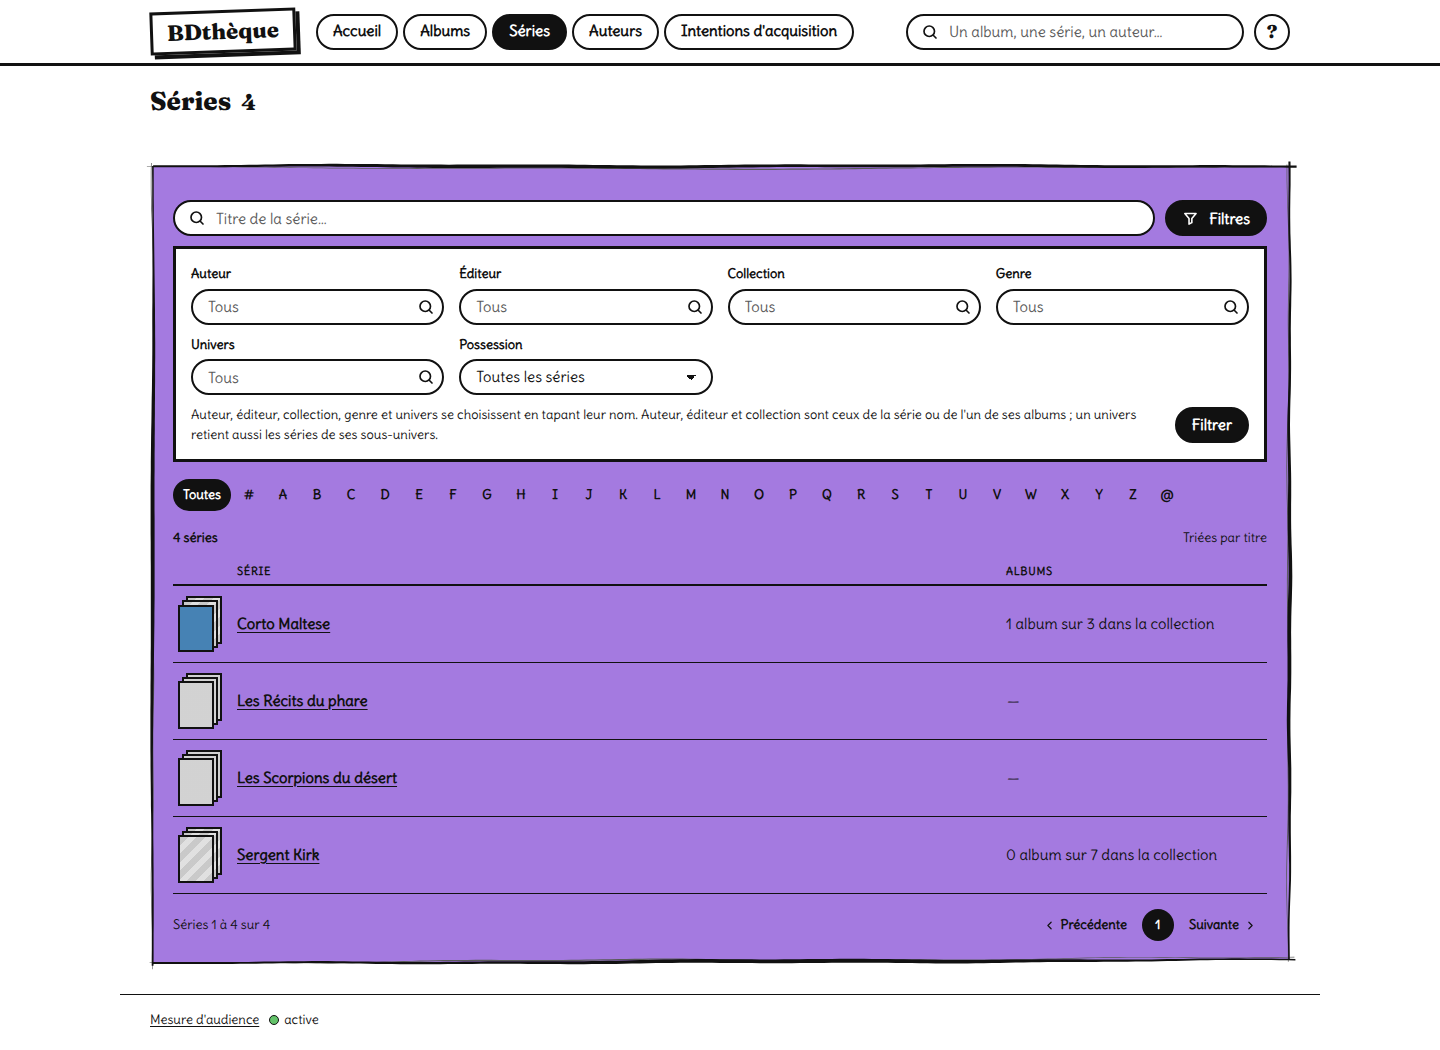 BDthèque
Accueil
Albums
Séries
Auteurs
Intentions d'acquisition
Un album, une série, un auteur...
?
Séries 4
Titre de la série...
Filtres
Auteur
Éditeur
Collection
Genre
Tous
Tous
Tous
Tous
Univers
Possession
Tous
Toutes les séries
Auteur, éditeur, collection, genre et univers se choisissent en tapant leur nom. Auteur, éditeur et collection sont ceux de la série ou de l'un de ses albums ; un univers
retient aussi les séries de ses sous-univers.
Filtrer
Toutes # A B C D E F G H I J K L M N O P Q R S T U V W X Y Z @
4 séries
Triées par titre
SÉRIE
ALBUMS
Corto Maltese
1 album sur 3 dans la collection
Les Récits du phare
—
Les Scorpions du désert
—
Sergent Kirk
0 album sur 7 dans la collection
Séries 1 à 4 sur 4
‹ Précédente
1
Suivante ›
Mesure d'audience
active